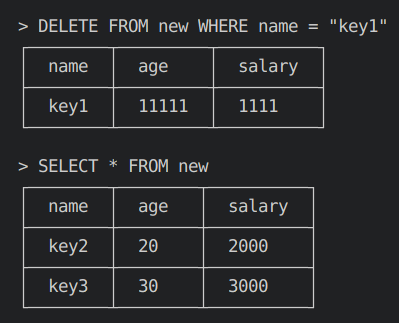 > DELETE FROM new WHERE name = "key1"
name age salary
key1 11111 1111
> SELECT * FROM new
name age salary
key2 20 2000
key3 30 3000